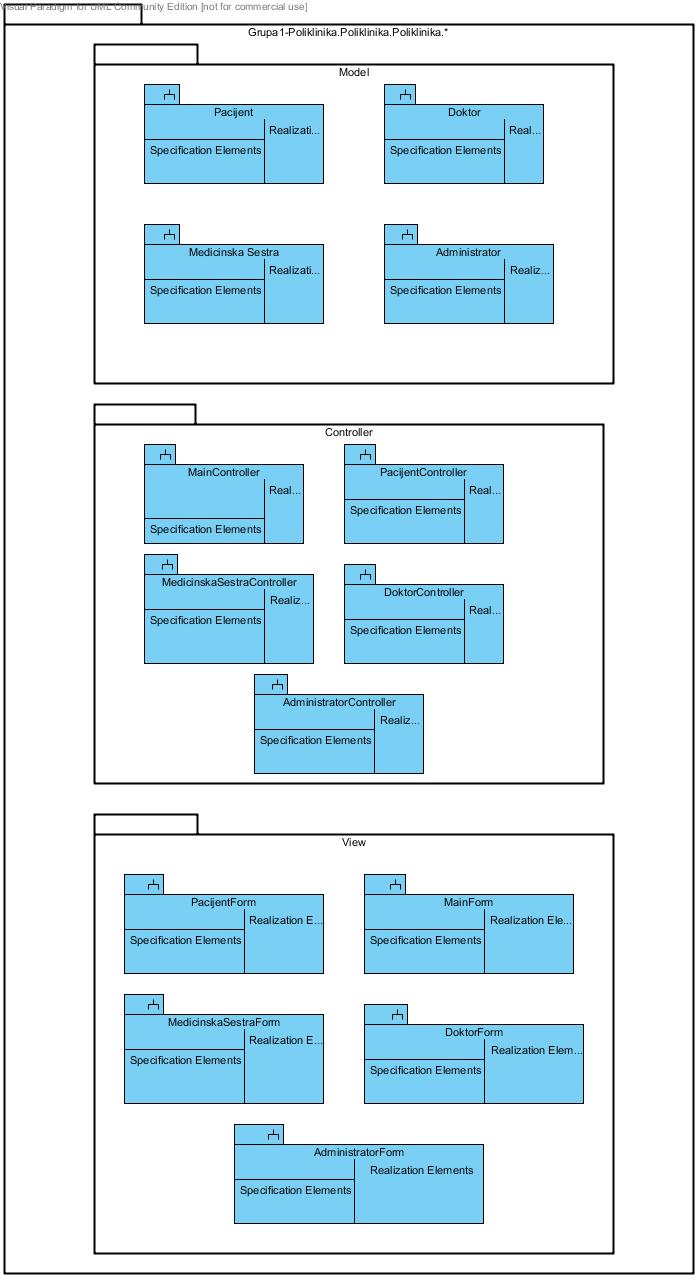 Visual Paradigm for UML Community Edition [not for commercial use]
Grupa1-Poliklinika.Poliklinika.Poliklinika.*
Model
Pacijent
Realizati...
Specification Elements
Doktor
Real...
Specification Elements
Medicinska Sestra
Realizati...
Specification Elements
Administrator
Realiz...
Specification Elements
Controller
MainController
Real...
Specification Elements
PacijentController
Real...
Specification Elements
MedicinskaSestraController
Realiz...
Specification Elements
DoktorController
Real...
Specification Elements
AdministratorController
Realiz...
Specification Elements
View
PacijentForm
Realization E...
Specification Elements
MainForm
Realization Ele...
Specification Elements
MedicinskaSestraForm
Realization E...
Specification Elements
DoktorForm
Realization Elem...
Specification Elements
AdministratorForm
Realization Elements
Specification Elements